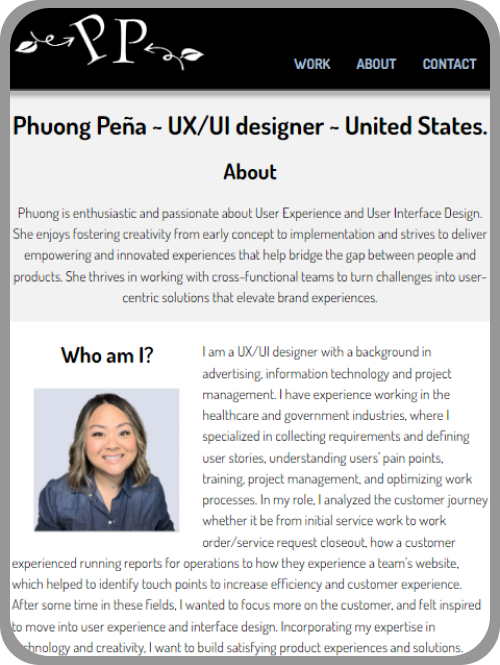 PP
WORK ABOUT CONTACT
Phuong Peña ~ UX/UI designer ~ United States.
About
Phuong is enthusiastic and passionate about User Experience and User Interface Design.
She enjoys fostering creativity from early concept to implementation and strives to deliver
empowering and innovated experiences that help bridge the gap between people and
products. She thrives in working with cross-functional teams to turn challenges into user-
centric solutions that elevate brand experiences.
Who am I?
I am a UX/UI designer with a background in
advertising, information technology and project
management. I have experience working in the
healthcare and government industries, where I
specialized in collecting requirements and defining
user stories, understanding users' pain points,
training, project management, and optimizing work
processes. In my role, I analyzed the customer journey
whether it be from initial service work to work
order/service request closeout, how a customer
experienced running reports for operations to how they experience a team's website,
which helped to identify touch points to increase efficiency and customer experience.
After some time in these fields, I wanted to focus more on the customer, and felt inspired
to move into user experience and interface design. Incorporating my expertise in
technology and creativity, I want to build satisfying product experiences and solutions.